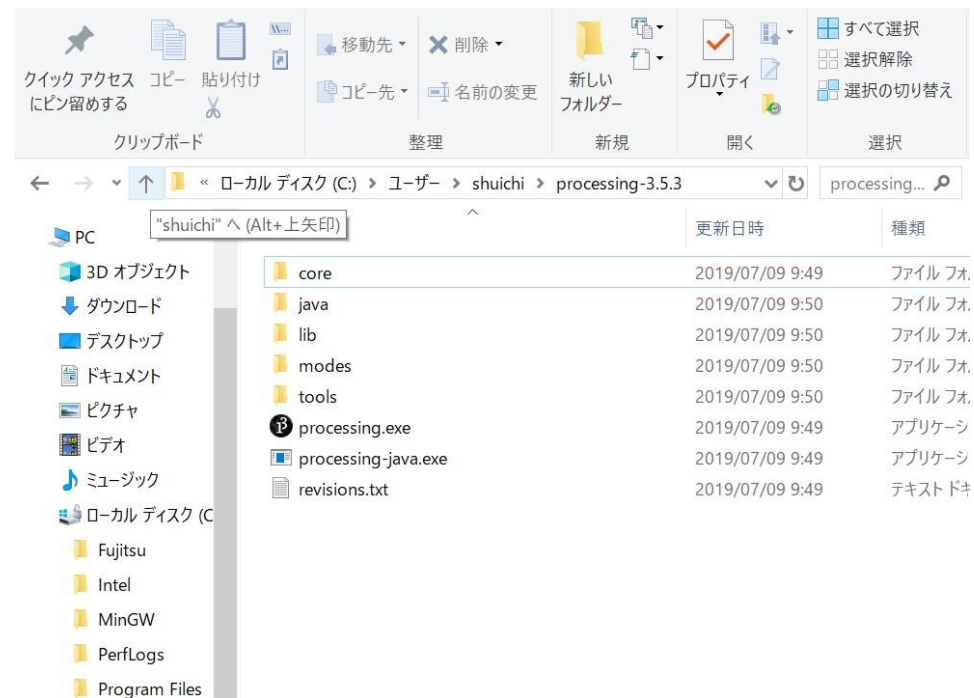 クイック アクセス
にピン留めする
コピー
貼り付け
クリップボード
移動先
コピー先
削除
名前の変更
整理
新しい
フォルダー
新規
プロパティ
開く
すべて選択
選択解除
選択の切り替え
選択
« ローカル ディスク (C:) > ユーザー > shuichi > processing-3.5.3
processing...
"shuichi" へ (Alt+上矢印)
更新日時 種類
PC
3D オブジェクト
ダウンロード
デスクトップ
ドキュメント
ピクチャ
ビデオ
ミュージック
ローカル ディスク (C
Fujitsu
Intel
MinGW
PerfLogs
Program Files
core 2019/07/09 9:49 ファイル フォ
java 2019/07/09 9:50 ファイル フォ
lib 2019/07/09 9:50 ファイル フォ
modes 2019/07/09 9:50 ファイル フォ
tools 2019/07/09 9:50 ファイル フォ
processing.exe 2019/07/09 9:49 アプリケーシ
processing-java.exe 2019/07/09 9:49 アプリケーシ
revisions.txt 2019/07/09 9:49 テキスト ドキ